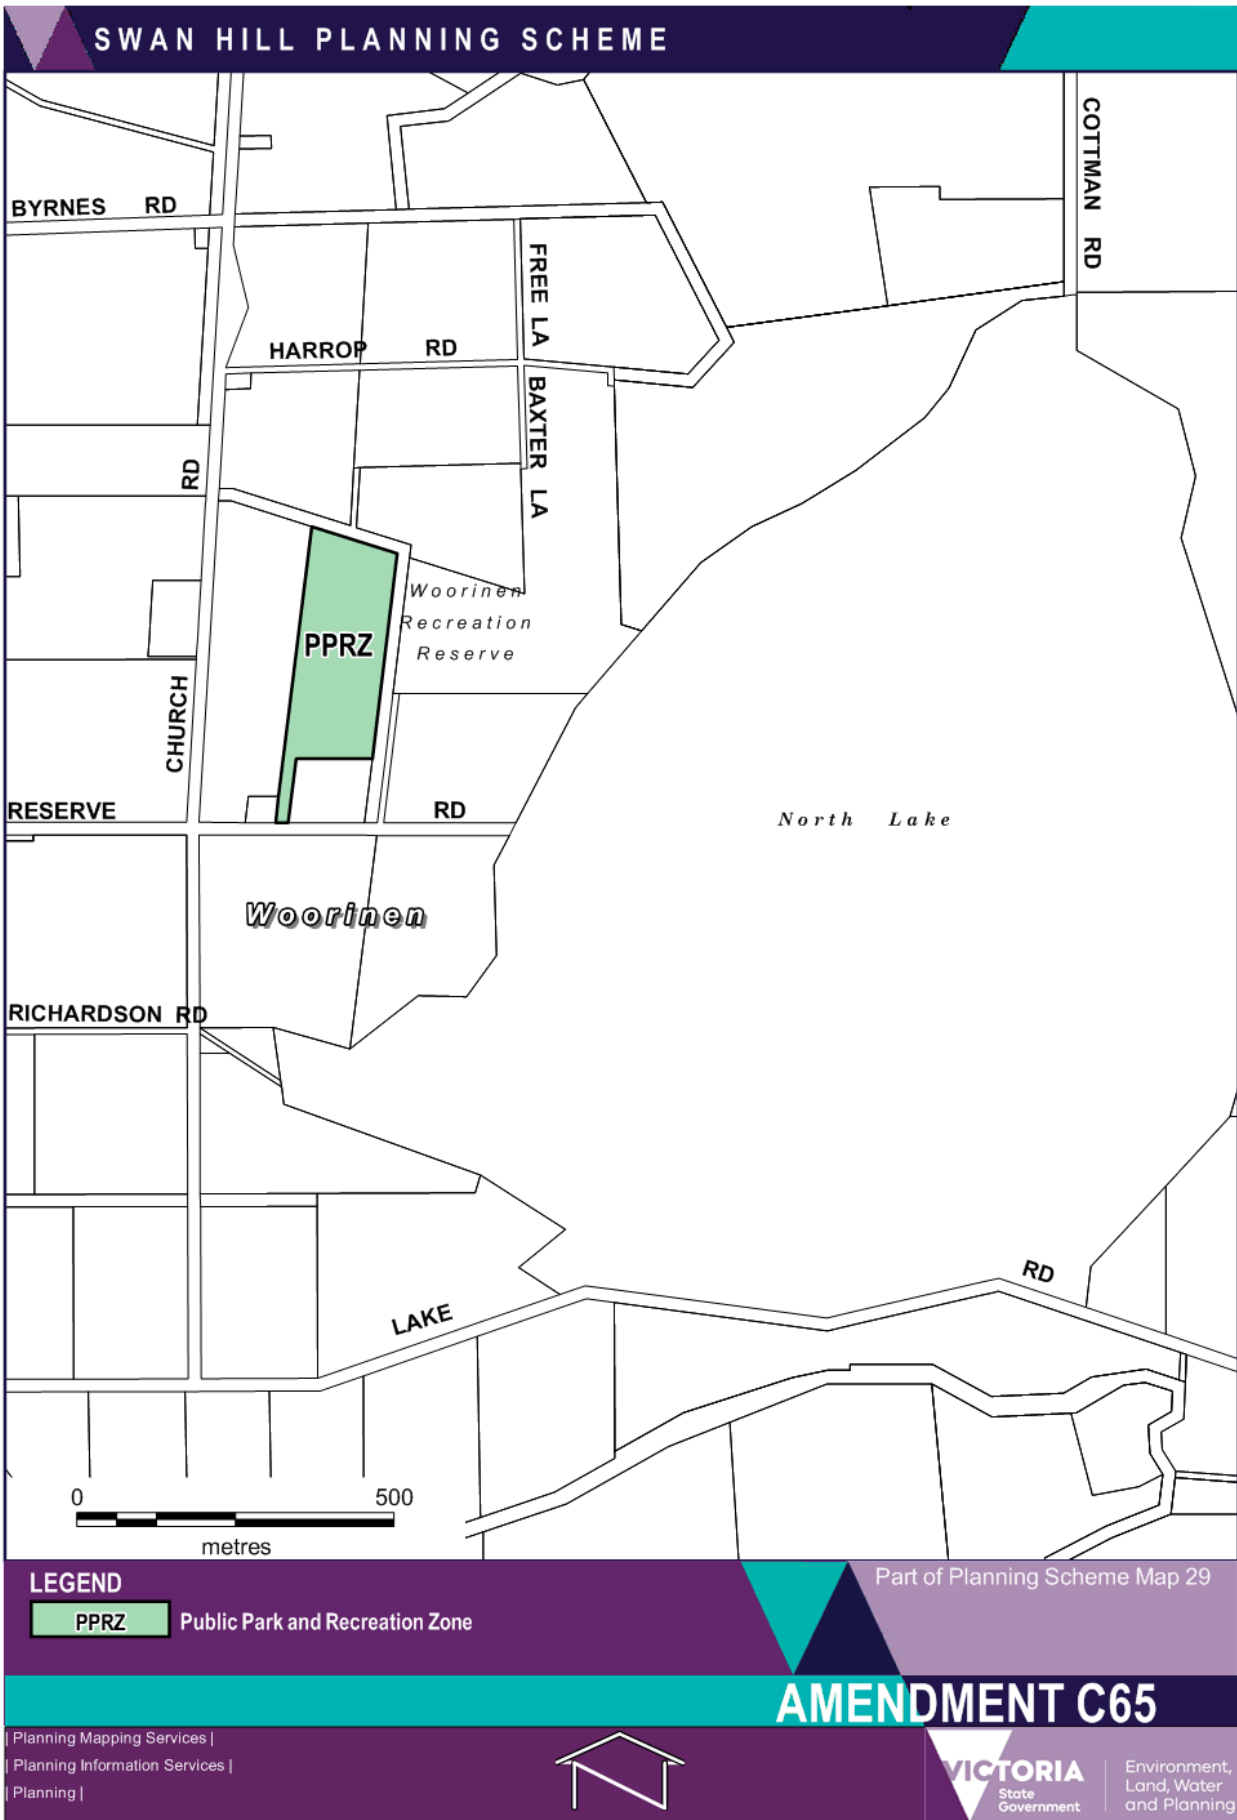 SWAN HILL PLANNING SCHEME
COTTMAN RD
BYRNES RD
FREE LA
HARROP RD
BAXTER LA
RD
Woorinen
Recreation
Reserve
PPRZ
CHURCH
RESERVE RD
North Lake
Woorinen
RICHARDSON RD
RD
LAKE
0 500
metres
LEGEND
PPRZ Public Park and Recreation Zone
Part of Planning Scheme Map 29
AMENDMENT C65
| Planning Mapping Services |
| Planning Information Services |
| Planning |
VICTORIA
State
Government
Environment,
Land, Water
and Planning